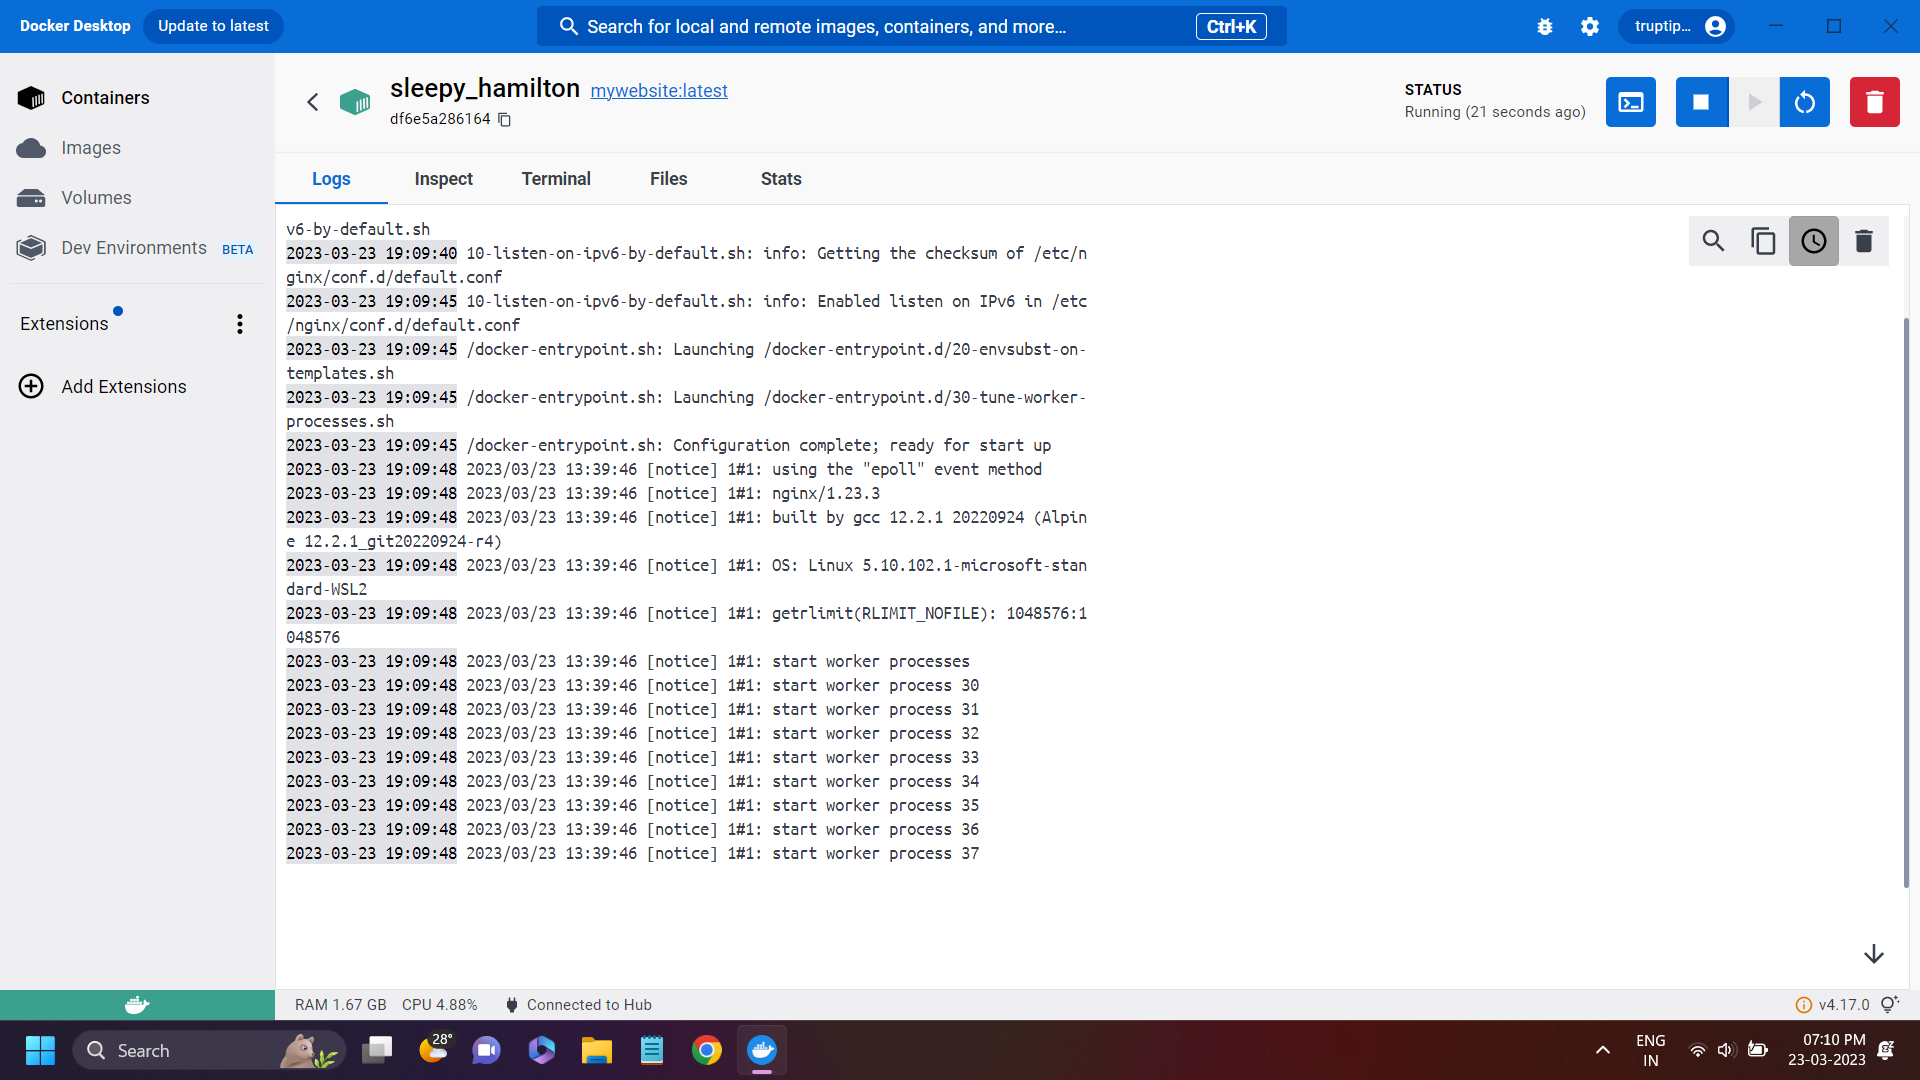 Docker Desktop Update to latest Search for local and remote images, containers, and more... Ctrl+K truptip...
Containers
Images
Volumes
Dev Environments BETA
Extensions
Add Extensions
sleepy_hamilton mywebsite:latest
df6e5a286164
STATUS
Running (21 seconds ago)
Logs Inspect Terminal Files Stats
v6-by-default.sh
2023-03-23 19:09:40 10-listen-on-ipv6-by-default.sh: info: Getting the checksum of /etc/n
ginx/conf.d/default.conf
2023-03-23 19:09:45 10-listen-on-ipv6-by-default.sh: info: Enabled listen on IPv6 in /etc
/nginx/conf.d/default.conf
2023-03-23 19:09:45 /docker-entrypoint.sh: Launching /docker-entrypoint.d/20-envsubst-on-
templates.sh
2023-03-23 19:09:45 /docker-entrypoint.sh: Launching /docker-entrypoint.d/30-tune-worker-
processes.sh
2023-03-23 19:09:45 /docker-entrypoint.sh: Configuration complete; ready for start up
2023-03-23 19:09:48 2023/03/23 13:39:46 [notice] 1#1: using the "epoll" event method
2023-03-23 19:09:48 2023/03/23 13:39:46 [notice] 1#1: nginx/1.23.3
2023-03-23 19:09:48 2023/03/23 13:39:46 [notice] 1#1: built by gcc 12.2.1 20220924 (Alpin
e 12.2.1_git20220924-r4)
2023-03-23 19:09:48 2023/03/23 13:39:46 [notice] 1#1: OS: Linux 5.10.102.1-microsoft-stan
dard-WSL2
2023-03-23 19:09:48 2023/03/23 13:39:46 [notice] 1#1: getrlimit(RLIMIT_NOFILE): 1048576:1
048576
2023-03-23 19:09:48 2023/03/23 13:39:46 [notice] 1#1: start worker processes
2023-03-23 19:09:48 2023/03/23 13:39:46 [notice] 1#1: start worker process 30
2023-03-23 19:09:48 2023/03/23 13:39:46 [notice] 1#1: start worker process 31
2023-03-23 19:09:48 2023/03/23 13:39:46 [notice] 1#1: start worker process 32
2023-03-23 19:09:48 2023/03/23 13:39:46 [notice] 1#1: start worker process 33
2023-03-23 19:09:48 2023/03/23 13:39:46 [notice] 1#1: start worker process 34
2023-03-23 19:09:48 2023/03/23 13:39:46 [notice] 1#1: start worker process 35
2023-03-23 19:09:48 2023/03/23 13:39:46 [notice] 1#1: start worker process 36
2023-03-23 19:09:48 2023/03/23 13:39:46 [notice] 1#1: start worker process 37
RAM 1.67 GB CPU 4.88% Connected to Hub v4.17.0
Search 28° ENG
IN
07:10 PM
23-03-2023